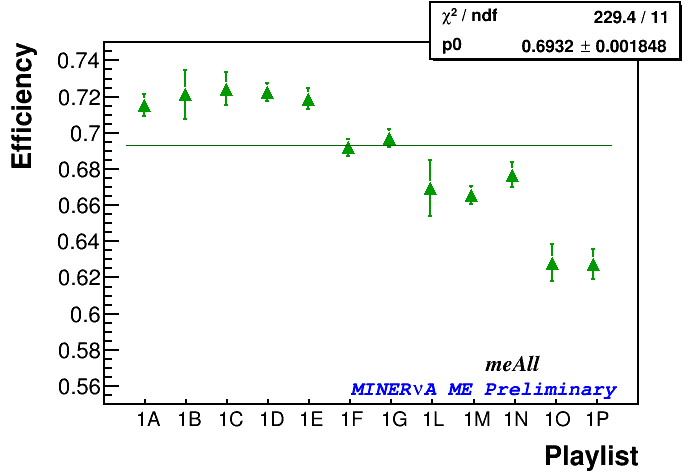 χ² / ndf 229.4 / 11
p0 0.6932 ± 0.001848
Efficiency
0.74
0.72
0.7
0.68
0.66
0.64
0.62
0.6
0.58
0.56
meAll
MINERνA ME Preliminary
1A 1B 1C 1D 1E 1F 1G 1L 1M 1N 1O 1P
Playlist